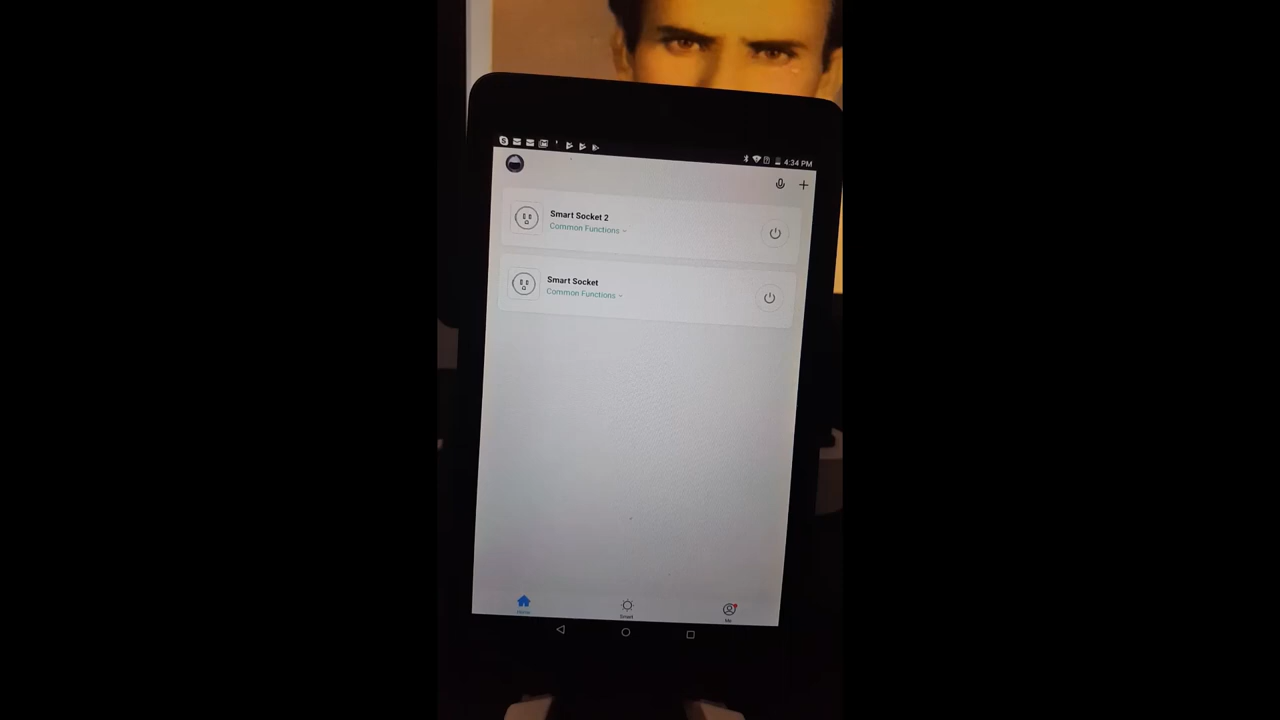 4:34 PM
Smart Socket 2
Common Functions
Smart Socket
Common Functions
Home
Smart
Me